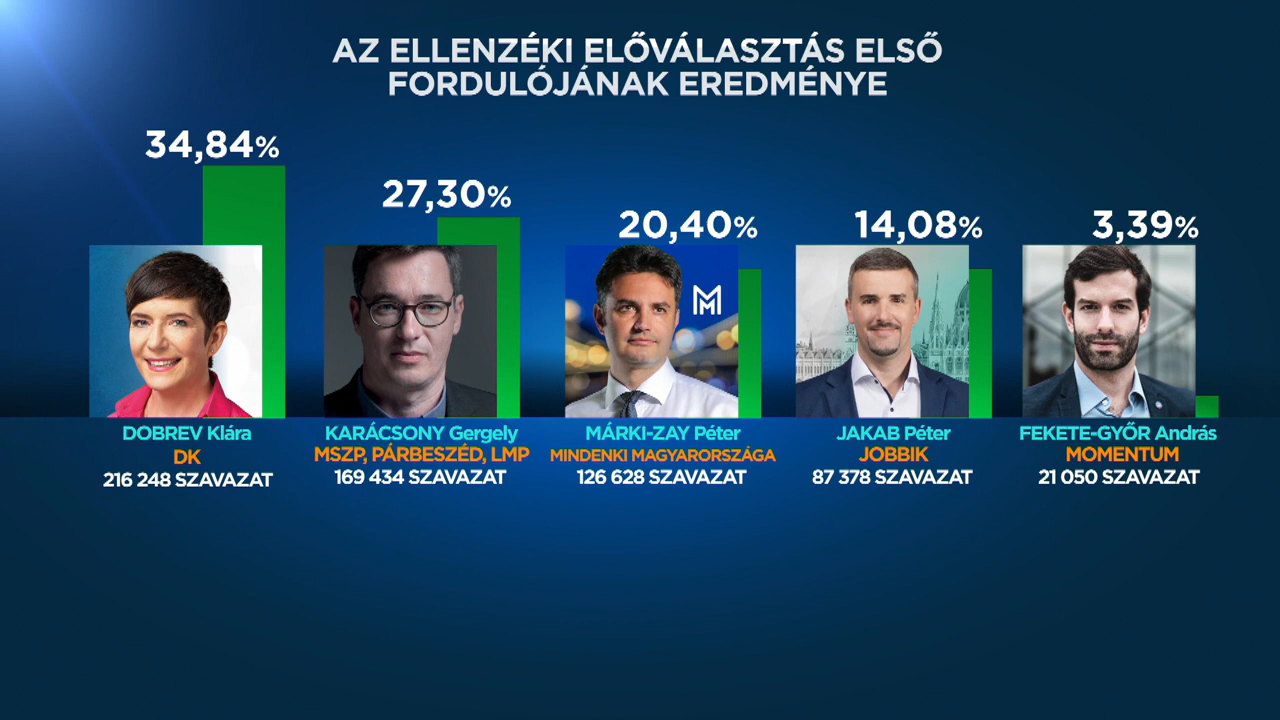 AZ ELLENZÉKI ELŐVÁLASZTÁS ELSŐ
FORDULÓJÁNAK EREDMÉNYE
34,84%
27,30%
20,40%
14,08%
3,39%
MM
DOBREV Klára
DK
216 248 SZAVAZAT
KARÁCSONY Gergely
MSZP, PÁRBESZÉD, LMP
169 434 SZAVAZAT
MÁRKI-ZAY Péter
MINDENKI MAGYARORSZÁGA
126 628 SZAVAZAT
JAKAB Péter
JOBBIK
87 378 SZAVAZAT
FEKETE-GYŐR András
MOMENTUM
21 050 SZAVAZAT